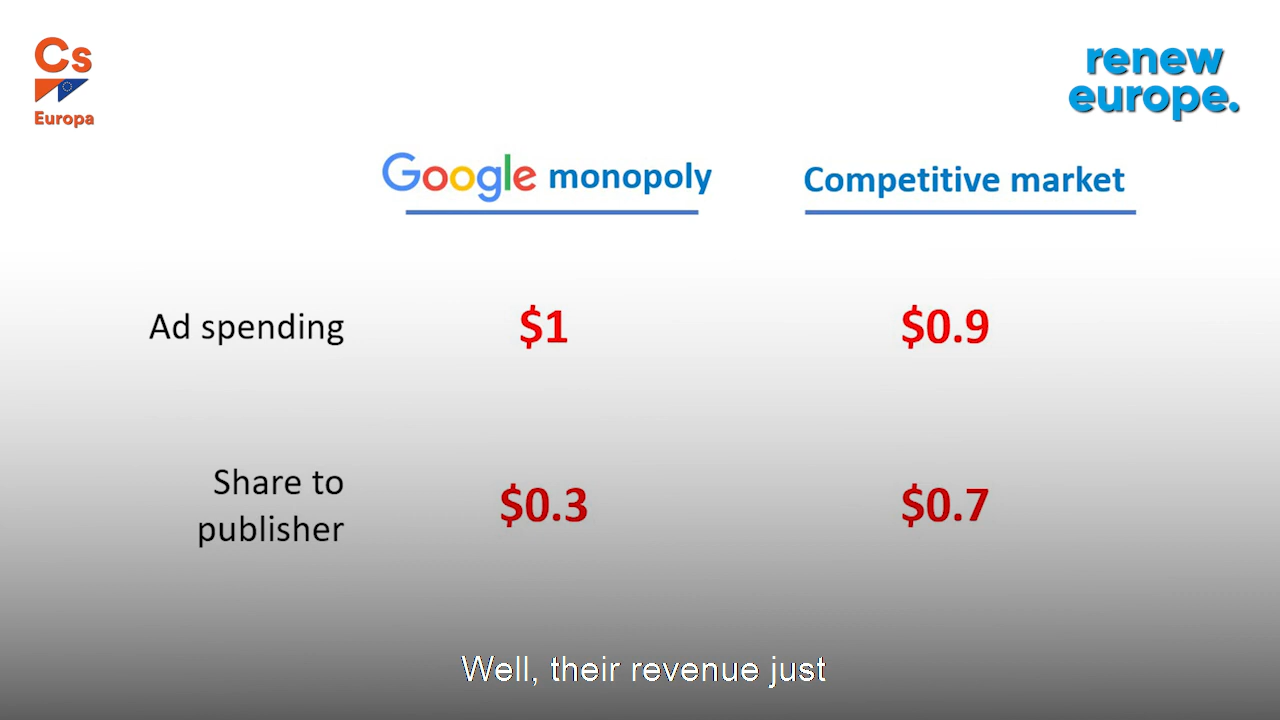 Cs
Europa
renew
europe.
Google monopoly
Competitive market
Ad spending
$1
$0.9
Share to
publisher
$0.3
$0.7
Well, their revenue just